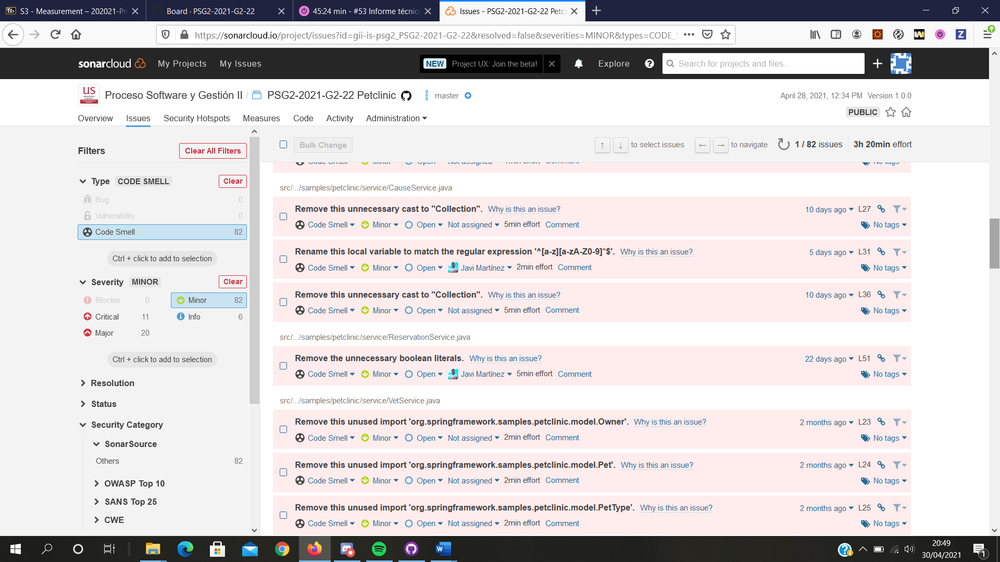 S3 - Measurement – 202021-Pr
Board · PSG2-2021-G2-22
45:24 min - #53 Informe técnic
Issues - PSG2-2021-G2-22 Petcl
https://sonarcloud.io/project/issues?id=gii-is-psg2_PSG2-2021-G2-22&resolved=false&severities=MINOR&types=CODE_S
sonarcloud My Projects My Issues NEW Project UX: Join the beta! Explore Search for projects and files...
US Proceso Software y Gestión II / PSG2-2021-G2-22 Petclinic master April 28, 2021, 12:34 PM Version 1.0.0
PUBLIC
Overview Issues Security Hotspots Measures Code Activity Administration
Filters Clear All Filters
Type CODE SMELL Clear
Bug 0
Vulnerability 0
Code Smell 82
Ctrl + click to add to selection
Severity MINOR Clear
Blocker 0 Minor 82
Critical 11 Info 6
Major 20
Ctrl + click to add to selection
Resolution
Status
Security Category
SonarSource
Others 82
OWASP Top 10
SANS Top 25
CWE
Bulk Change ↑ ↓ to select issues ← → to navigate 1 / 82 issues 3h 20min effort
Code Smell Minor Open Not assigned 1min effort Comment No tags
src/.../samples/petclinic/service/CauseService.java
Remove this unnecessary cast to "Collection". Why is this an issue? 10 days ago L27
Code Smell Minor Open Not assigned 5min effort Comment No tags
Rename this local variable to match the regular expression '^[a-z][a-zA-Z0-9]*$'. Why is this an issue? 5 days ago L31
Code Smell Minor Open Javi Martínez 2min effort Comment No tags
Remove this unnecessary cast to "Collection". Why is this an issue? 10 days ago L36
Code Smell Minor Open Not assigned 5min effort Comment No tags
src/.../samples/petclinic/service/ReservationService.java
Remove the unnecessary boolean literals. Why is this an issue? 22 days ago L51
Code Smell Minor Open Javi Martínez 5min effort Comment No tags
src/.../samples/petclinic/service/VetService.java
Remove this unused import 'org.springframework.samples.petclinic.model.Owner'. Why is this an issue? 2 months ago L23
Code Smell Minor Open Not assigned 2min effort Comment No tags
Remove this unused import 'org.springframework.samples.petclinic.model.Pet'. Why is this an issue? 2 months ago L24
Code Smell Minor Open Not assigned 2min effort Comment No tags
Remove this unused import 'org.springframework.samples.petclinic.model.PetType'. Why is this an issue? 2 months ago L25
Code Smell Minor Open Not assigned 2min effort Comment No tags
20:49
30/04/2021
1